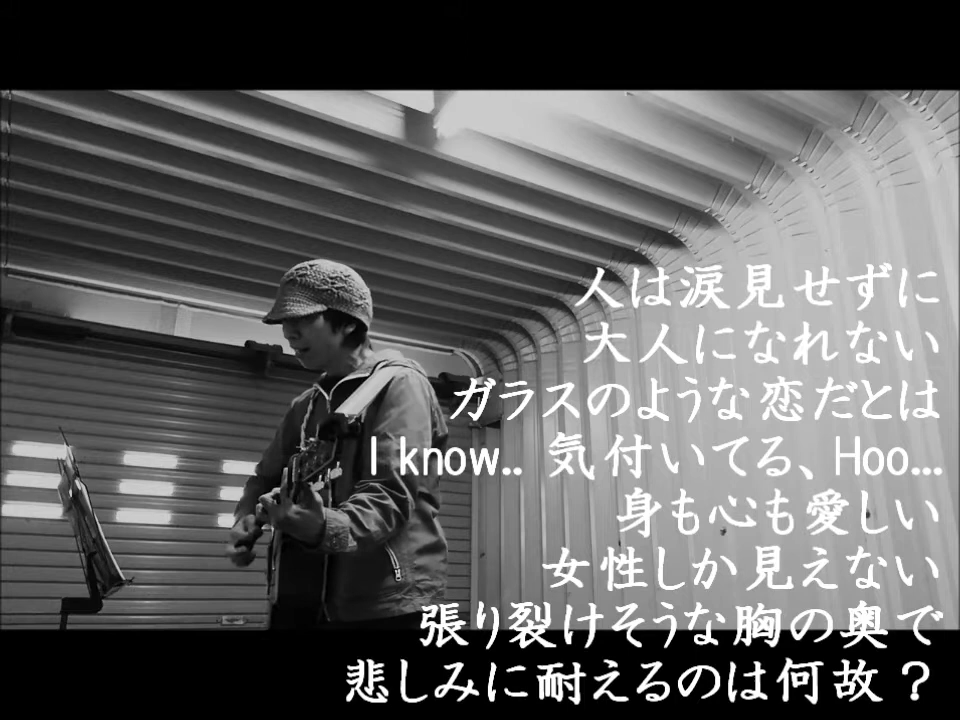 人は涙見せずに
大人になれない
ガラスのような恋だとは
I know.. 気付いてる、Hoo...
身も心も愛しい
女性しか見えない
張り裂けそうな胸の奥で
悲しみに耐えるのは何故？